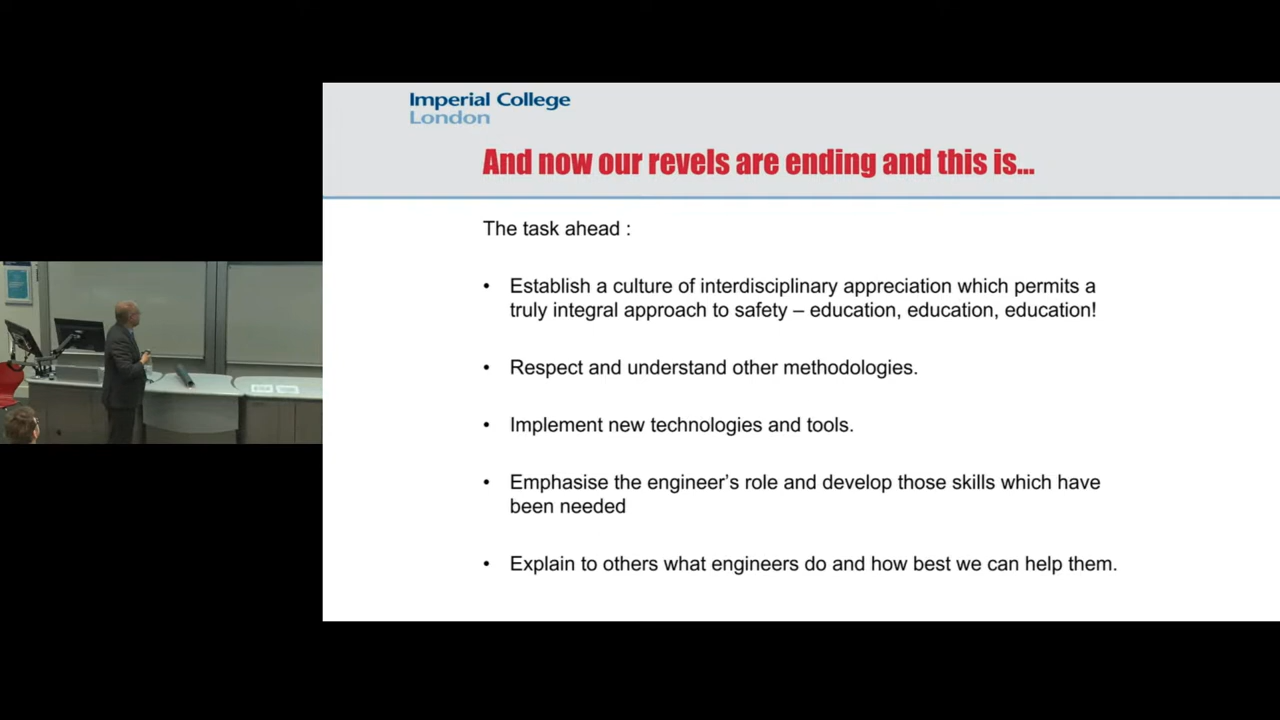 Imperial College
London
And now our revels are ending and this is...
The task ahead :
• Establish a culture of interdisciplinary appreciation which permits a
truly integral approach to safety – education, education, education!
• Respect and understand other methodologies.
• Implement new technologies and tools.
• Emphasise the engineer’s role and develop those skills which have
been needed
• Explain to others what engineers do and how best we can help them.